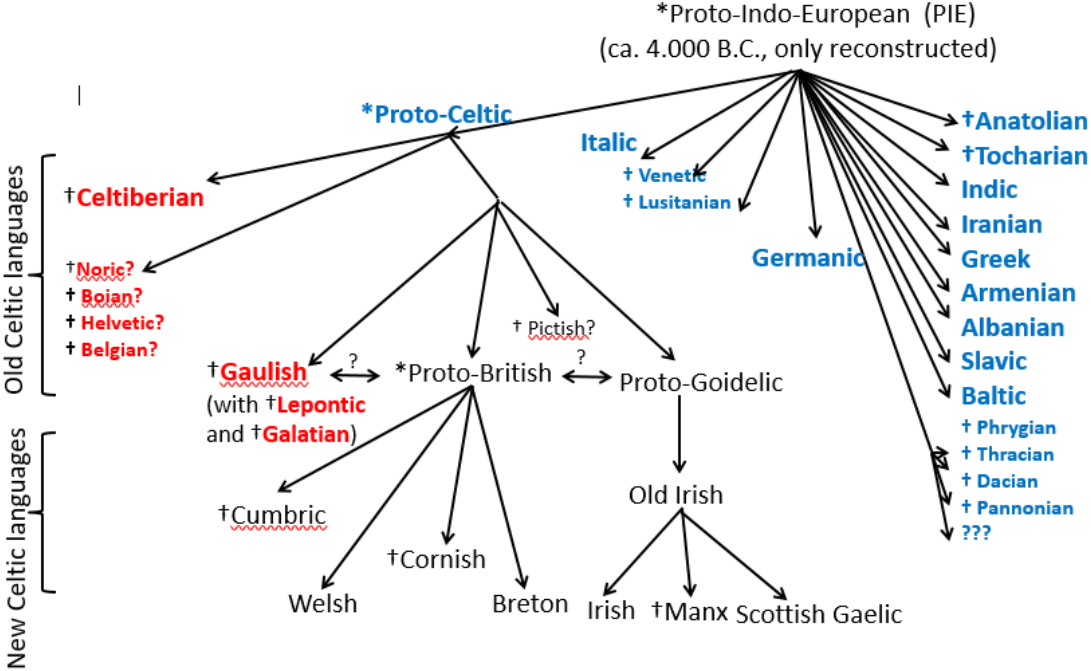 *Proto-Indo-European (PIE)
(ca. 4.000 B.C., only reconstructed)
*Proto-Celtic
Italic
† Venetic
† Lusitanian
Germanic
†Anatolian
†Tocharian
Indic
Iranian
Greek
Armenian
Albanian
Slavic
Baltic
† Phrygian
† Thracian
† Dacian
† Pannonian
???
Old Celtic languages
†Celtiberian
†Noric?
† Boian?
† Helvetic?
† Belgian?
† Pictish?
†Gaulish
?
*Proto-British
?
Proto-Goidelic
(with †Lepontic
and †Galatian)
New Celtic languages
Old Irish
†Cumbric
†Cornish
Welsh
Breton
Irish
†Manx
Scottish Gaelic